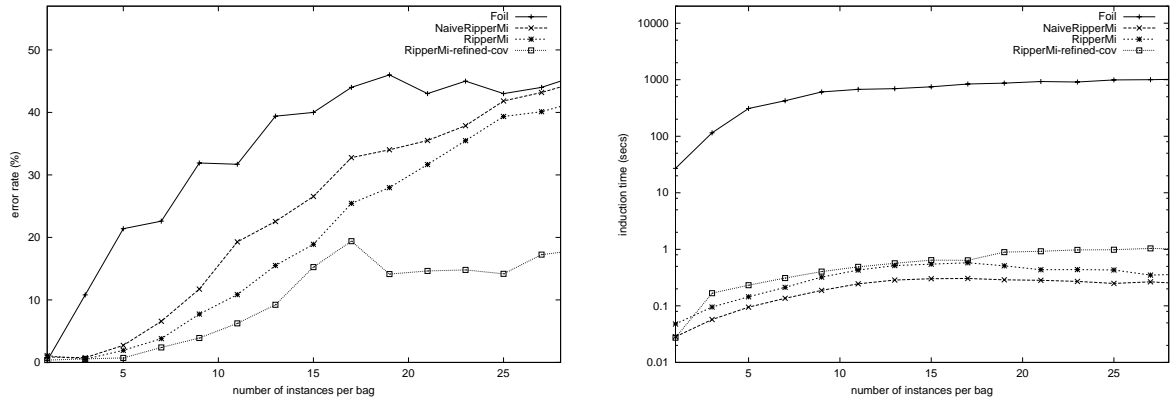 Foil
NaiveRipperMi
RipperMi
RipperMi-refined-cov
50
40
30
20
10
0
error rate (%)
5
10
15
20
25
number of instances per bag
Foil
NaiveRipperMi
RipperMi
RipperMi-refined-cov
10000
1000
100
10
1
0.1
0.01
induction time (secs)
5
10
15
20
25
number of instances per bag